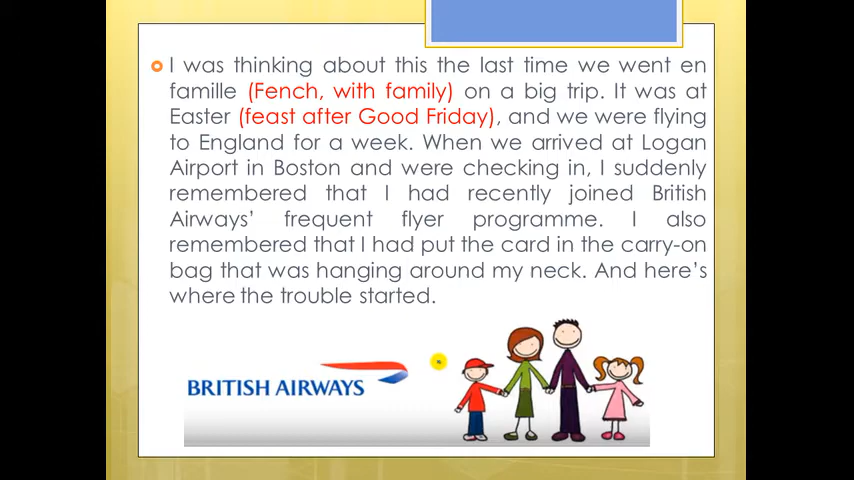 I was thinking about this the last time we went en
famille (Fench, with family) on a big trip. It was at
Easter (feast after Good Friday), and we were flying
to England for a week. When we arrived at Logan
Airport in Boston and were checking in, I suddenly
remembered that I had recently joined British
Airways’ frequent flyer programme. I also
remembered that I had put the card in the carry-on
bag that was hanging around my neck. And here’s
where the trouble started.
BRITISH AIRWAYS